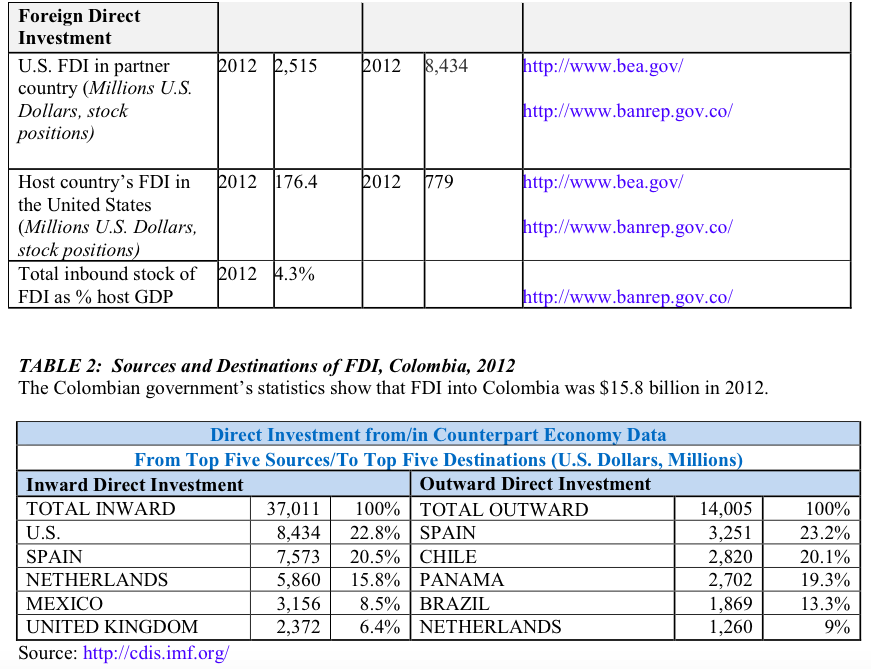 Foreign Direct
Investment
U.S. FDI in partner
country (Millions U.S.
Dollars, stock
positions)
2012
2,515
2012
8,434
http://www.bea.gov/
http://www.banrep.gov.co/
Host country's FDI in
the United States
(Millions U.S. Dollars,
stock positions)
2012
176.4
2012
779
http://www.bea.gov/
http://www.banrep.gov.co/
Total inbound stock of
FDI as % host GDP
2012
4.3%
http://www.banrep.gov.co/
TABLE 2: Sources and Destinations of FDI, Colombia, 2012
The Colombian government's statistics show that FDI into Colombia was $15.8 billion in 2012.
Direct Investment from/in Counterpart Economy Data
From Top Five Sources/To Top Five Destinations (U.S. Dollars, Millions)
Inward Direct Investment Outward Direct Investment
TOTAL INWARD 37,011 100% TOTAL OUTWARD 14,005 100%
U.S. 8,434 22.8% SPAIN 3,251 23.2%
SPAIN 7,573 20.5% CHILE 2,820 20.1%
NETHERLANDS 5,860 15.8% PANAMA 2,702 19.3%
MEXICO 3,156 8.5% BRAZIL 1,869 13.3%
UNITED KINGDOM 2,372 6.4% NETHERLANDS 1,260 9%
Source: http://cdis.imf.org/